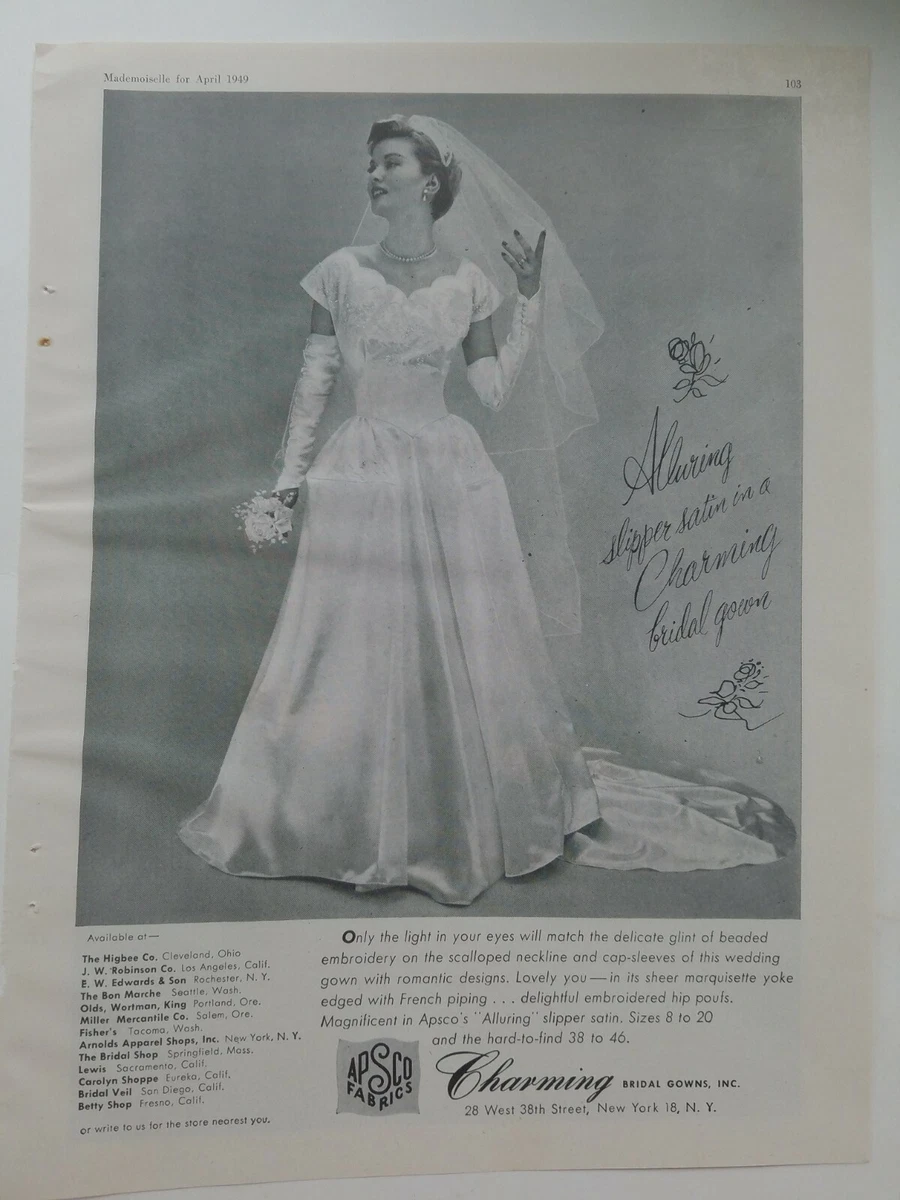 Mademoiselle for April 1949
103
Alluring
slipper satin in a
Charming
bridal gown
Available at—
The Higbee Co. Cleveland, Ohio
J. W. Robinson Co. Los Angeles, Calif.
E. W. Edwards & Son Rochester, N. Y.
The Bon Marche Seattle, Wash.
Olds, Wortman, King Portland, Ore.
Miller Mercantile Co. Salem, Ore.
Fisher's Tacoma, Wash.
Arnolds Apparel Shops, Inc. New York, N. Y.
The Bridal Shop Springfield, Mass.
Lewis Sacramento, Calif.
Carolyn Shoppe Eureka, Calif.
Bridal Veil San Diego, Calif.
Betty Shop Fresno, Calif.
or write to us for the store nearest you.
Only the light in your eyes will match the delicate glint of beaded
embroidery on the scalloped neckline and cap-sleeves of this wedding
gown with romantic designs. Lovely you — in its sheer marquisette yoke
edged with French piping . . . delightful embroidered hip poufs.
Magnificent in Apsco's "Alluring" slipper satin. Sizes 8 to 20
and the hard-to-find 38 to 46.
APSCO
FABRICS
Charming BRIDAL GOWNS, INC.
28 West 38th Street, New York 18, N. Y.